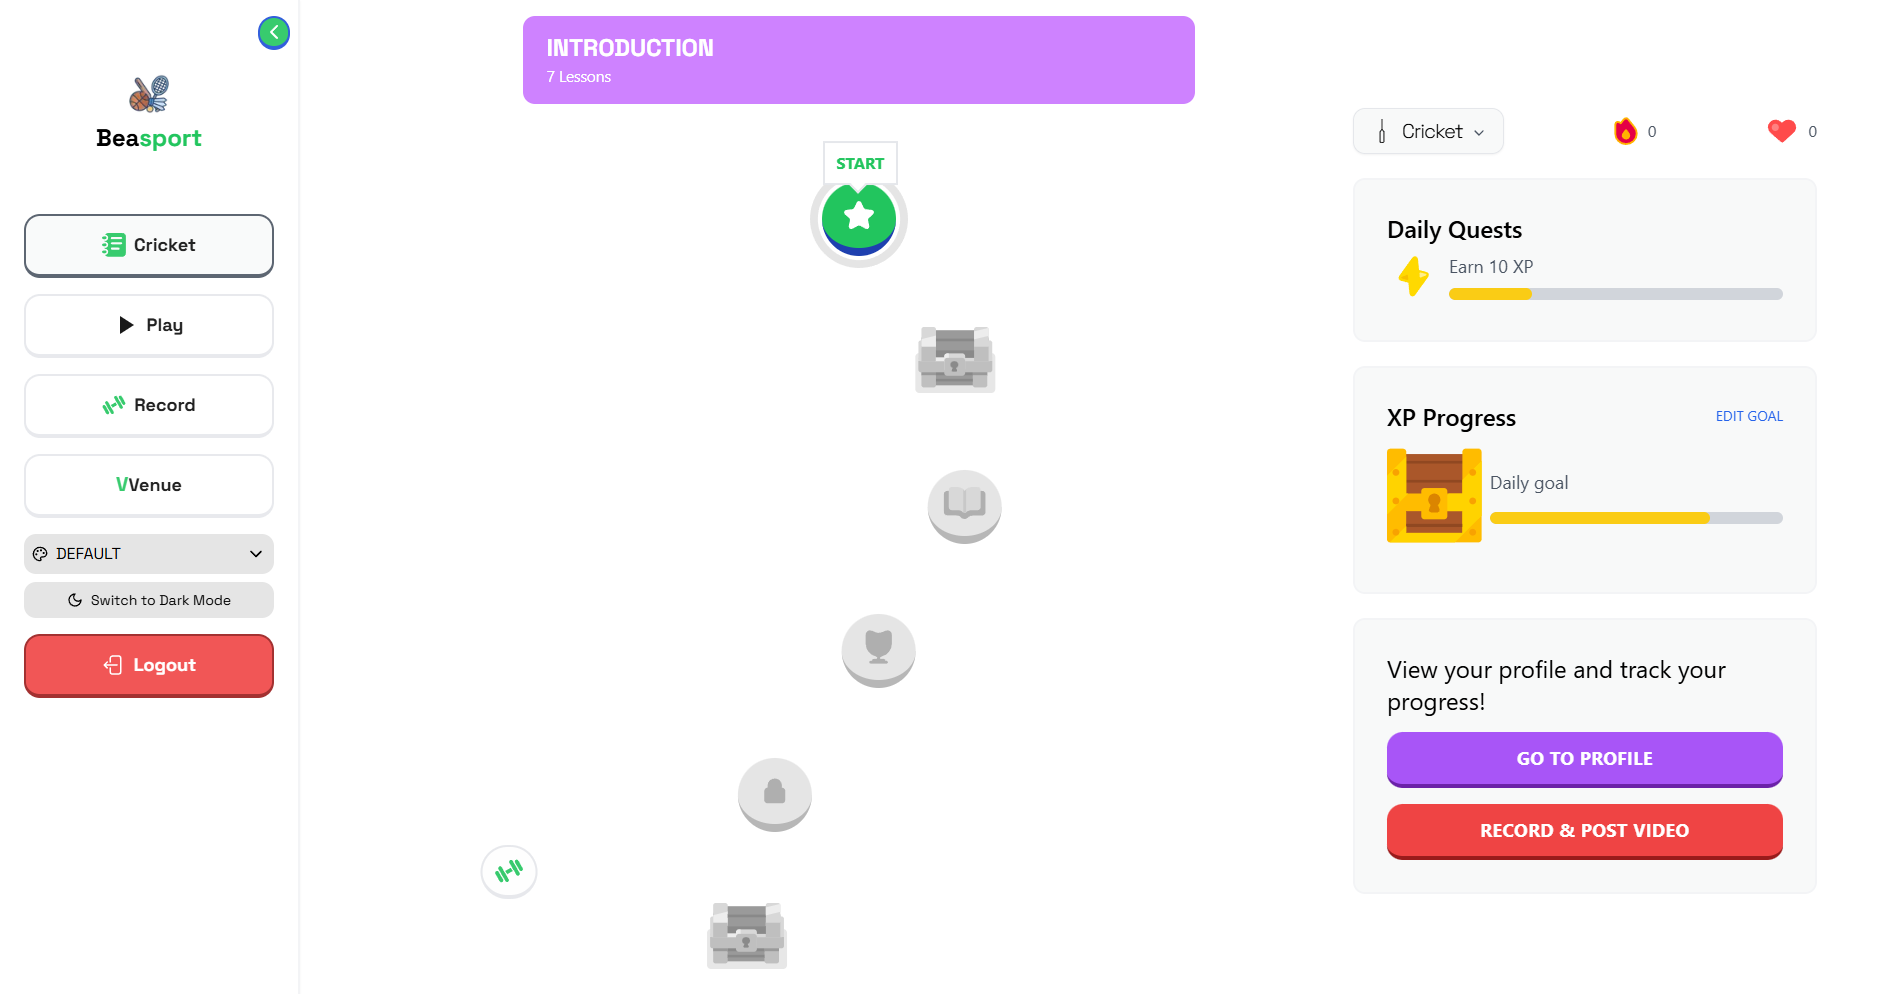 Beasport
Cricket
Play
Record
VVenue
DEFAULT
Switch to Dark Mode
Logout
INTRODUCTION
7 Lessons
START
Cricket
0
0
Daily Quests
Earn 10 XP
XP Progress
EDIT GOAL
Daily goal
View your profile and track your
progress!
GO TO PROFILE
RECORD & POST VIDEO